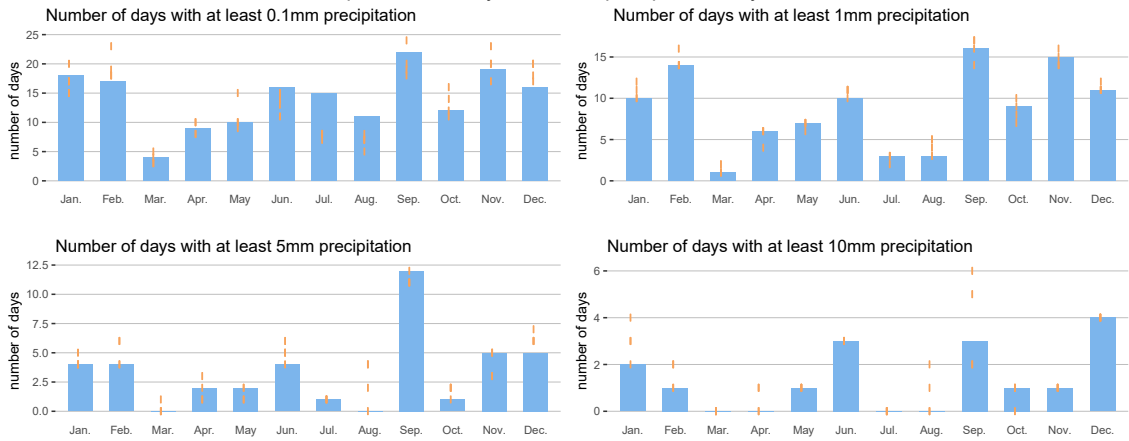 Number of days with at least 0.1mm precipitation
number of days
25
20
15
10
5
0
Jan. Feb. Mar. Apr. May Jun. Jul. Aug. Sep. Oct. Nov. Dec.
Number of days with at least 1mm precipitation
number of days
15
10
5
0
Jan. Feb. Mar. Apr. May Jun. Jul. Aug. Sep. Oct. Nov. Dec.
Number of days with at least 5mm precipitation
number of days
12.5
10.0
7.5
5.0
2.5
0.0
Jan. Feb. Mar. Apr. May Jun. Jul. Aug. Sep. Oct. Nov. Dec.
Number of days with at least 10mm precipitation
number of days
6
4
2
0
Jan. Feb. Mar. Apr. May Jun. Jul. Aug. Sep. Oct. Nov. Dec.